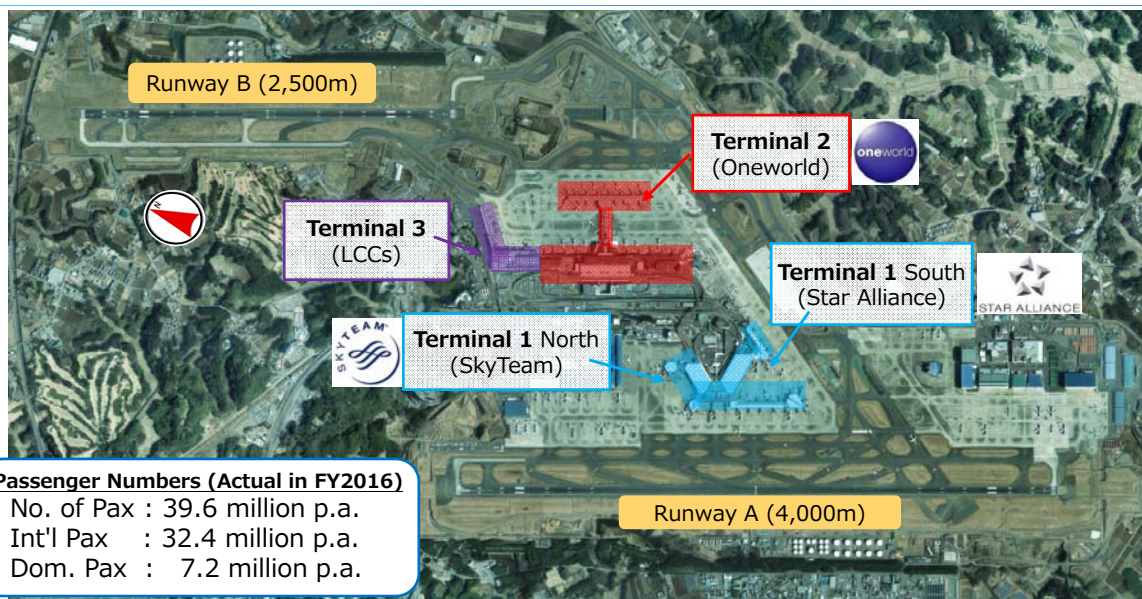 Runway B (2,500m)
Terminal 2
(Oneworld)
oneworld
N
Terminal 3
(LCCs)
Terminal 1 South
(Star Alliance)
STAR ALLIANCE
SKYTEAM
Terminal 1 North
(SkyTeam)
Passenger Numbers (Actual in FY2016)
No. of Pax : 39.6 million p.a.
Int'l Pax : 32.4 million p.a.
Dom. Pax : 7.2 million p.a.
Runway A (4,000m)